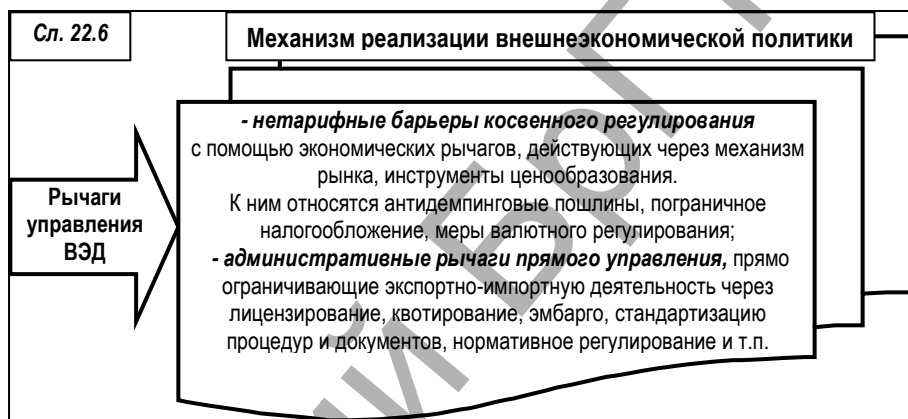 Сл. 22.6
Механизм реализации внешнеэкономической политики
Рычаги
управления
ВЭД
- нетарифные барьеры косвенного регулирования
с помощью экономических рычагов, действующих через механизм
рынка, инструменты ценообразования.
К ним относятся антидемпинговые пошлины, пограничное
налогообложение, меры валютного регулирования;
- административные рычаги прямого управления, прямо
ограничивающие экспортно-импортную деятельность через
лицензирование, квотирование, эмбарго, стандартизацию
процедур и документов, нормативное регулирование и т.п.